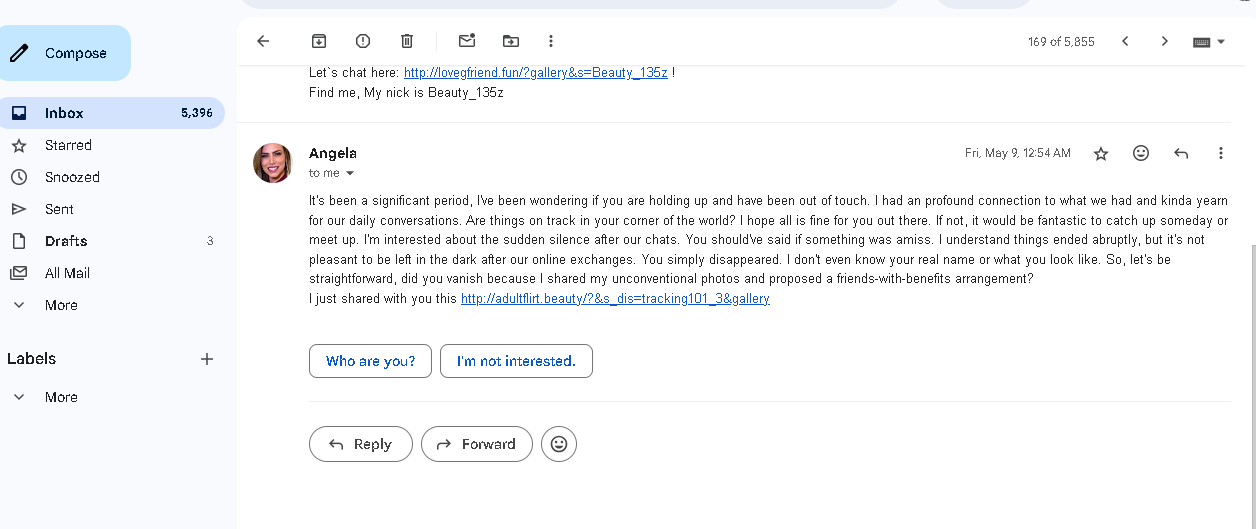 Compose
169 of 5,855
Inbox 5,396
Starred
Snoozed
Sent
Drafts 3
All Mail
More
Labels
More
Let`s chat here: http://lovegfriend.fun/?gallery&s=Beauty_135z !
Find me, My nick is Beauty_135z
Angela
Fri, May 9, 12:54 AM
to me
It's been a significant period, I've been wondering if you are holding up and have been out of touch. I had an profound connection to what we had and kinda yearn
for our daily conversations. Are things on track in your corner of the world? I hope all is fine for you out there. If not, it would be fantastic to catch up someday or
meet up. I'm interested about the sudden silence after our chats. You should've said if something was amiss. I understand things ended abruptly, but it's not
pleasant to be left in the dark after our online exchanges. You simply disappeared. I don't even know your real name or what you look like. So, let's be
straightforward, did you vanish because I shared my unconventional photos and proposed a friends-with-benefits arrangement?
I just shared with you this http://adultflirt.beauty/?&s_dis=tracking101_3&gallery
Who are you? I'm not interested.
Reply Forward